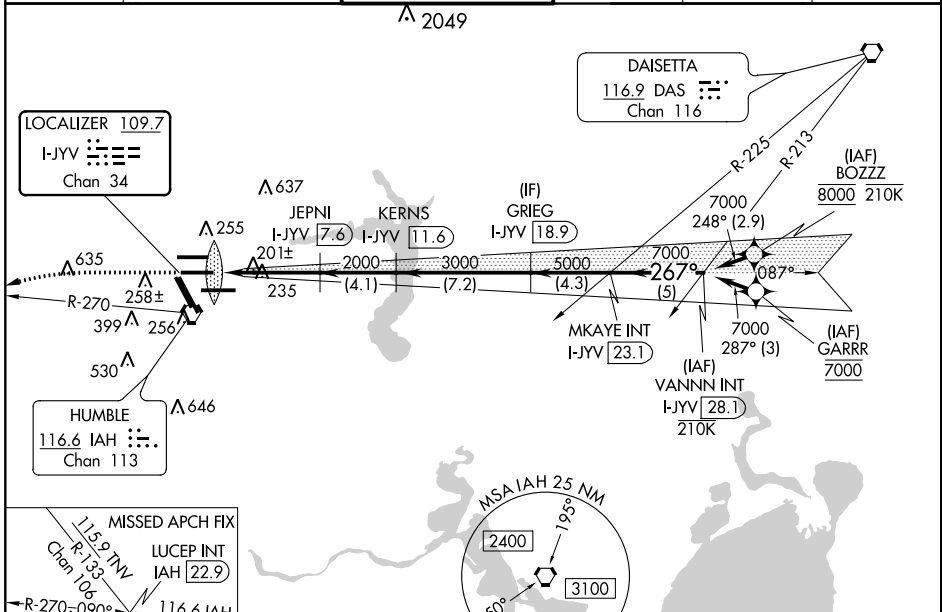 2049
DAISETTA
116.9 DAS
Chan 116
LOCALIZER 109.7
I-JYV
Chan 34
R-225
R-213
(IAF)
BOZZZ
8000 210K
637
JEPNI
I-JYV 7.6
KERNS
I-JYV 11.6
(IF)
GRIEG
I-JYV 18.9
7000
248° (2.9)
255
201±
235
2000
(4.1)
3000
(7.2)
5000
(4.3)
7000
267°
(5)
087°
635
258±
R-270
399
256
530
MKAYE INT
I-JYV 23.1
7000
287° (3)
(IAF)
GARRR
7000
(IAF)
VANNN INT
I-JYV 28.1
210K
HUMBLE
116.6 IAH
Chan 113
646
MISSED APCH FIX
115.9 TNV
R-133
Chan 106
LUCEP INT
IAH 22.9
R-270
090°
116.6 IAH
MSA IAH 25 NM
195°
2400
3100